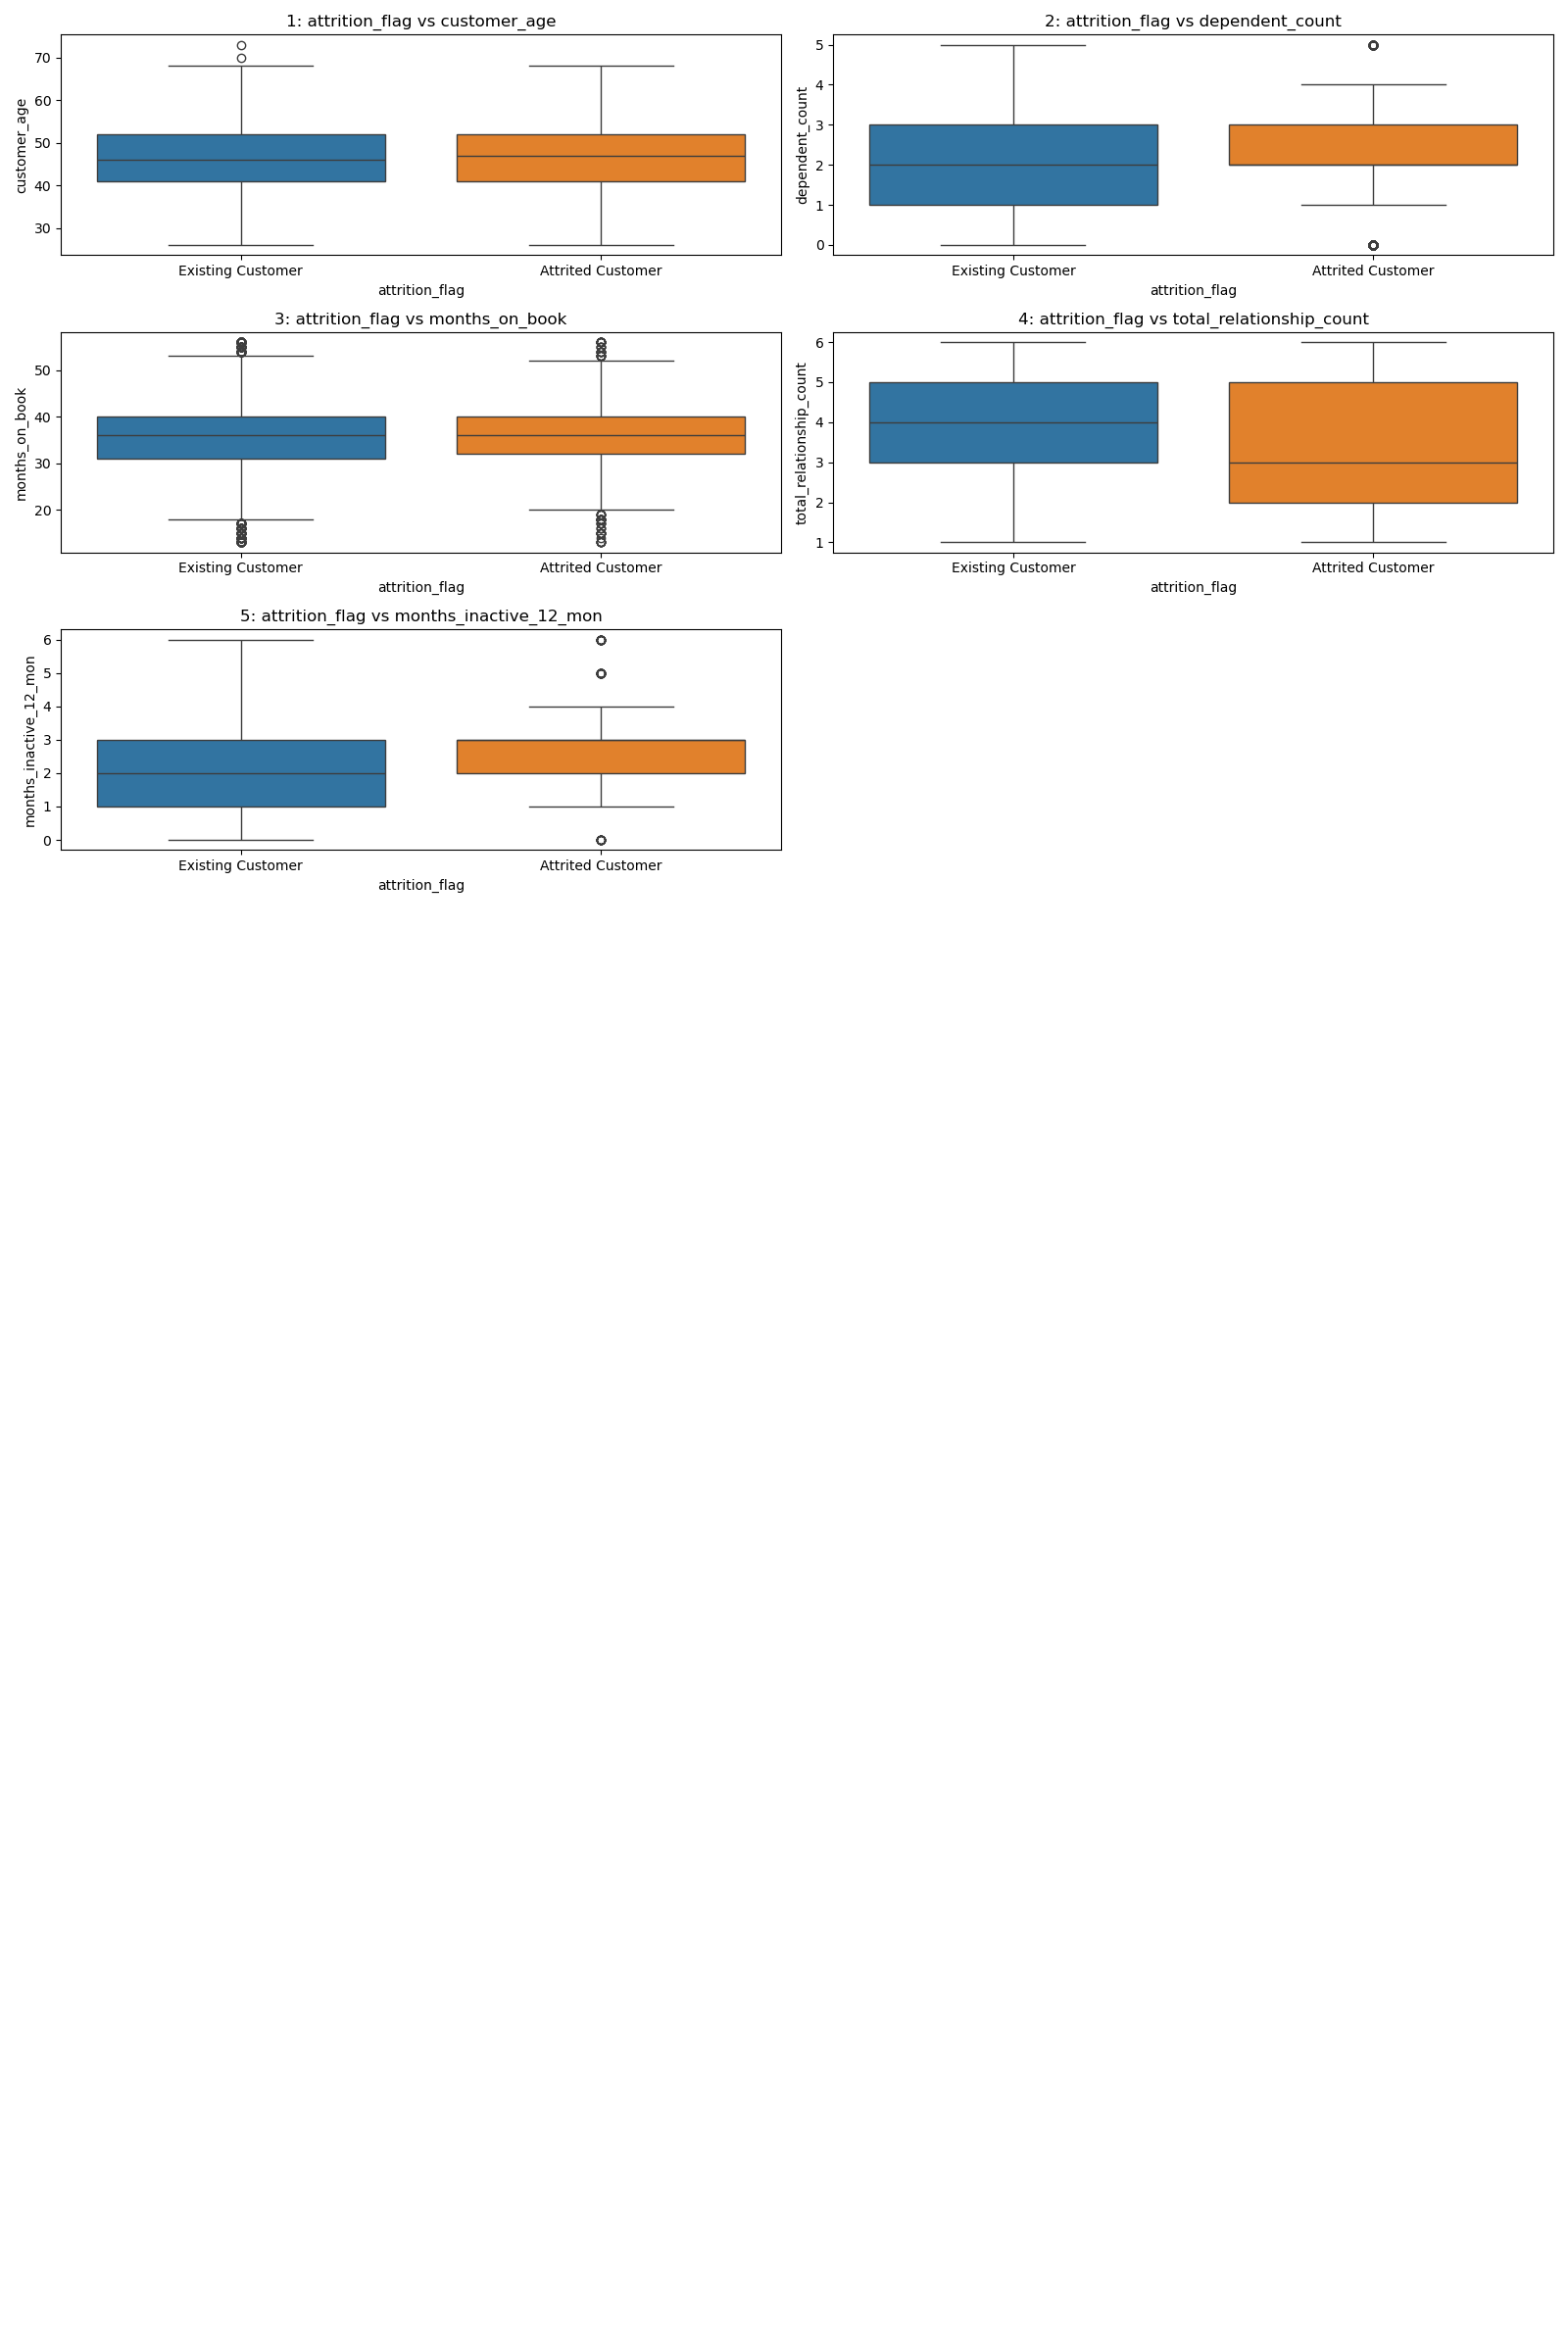 1: attrition_flag vs customer_age
customer_age
70
60
50
40
30
Existing Customer
Attrited Customer
attrition_flag
2: attrition_flag vs dependent_count
dependent_count
5
4
3
2
1
0
Existing Customer
Attrited Customer
attrition_flag
3: attrition_flag vs months_on_book
months_on_book
50
40
30
20
Existing Customer
Attrited Customer
attrition_flag
4: attrition_flag vs total_relationship_count
total_relationship_count
6
5
4
3
2
1
Existing Customer
Attrited Customer
attrition_flag
5: attrition_flag vs months_inactive_12_mon
months_inactive_12_mon
6
5
4
3
2
1
0
Existing Customer
Attrited Customer
attrition_flag